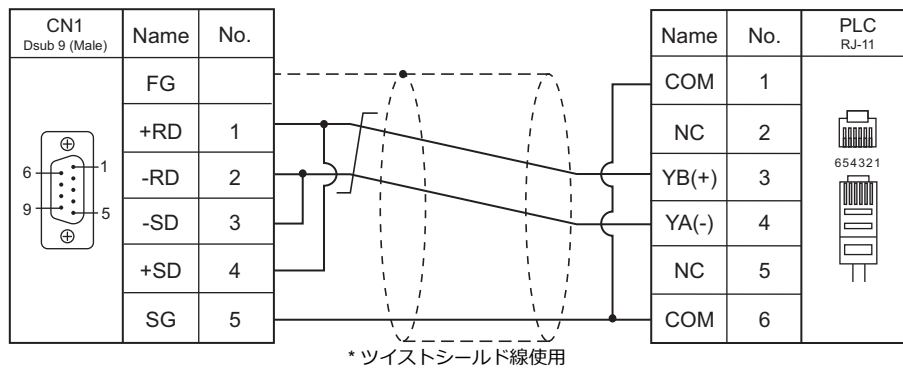 CN1
Dsub 9 (Male)
Name No.
FG
+RD 1
-RD 2
-SD 3
+SD 4
SG 5
6
1
9
5
Name No.
PLC
RJ-11
COM 1
NC 2
YB(+) 3
YA(-) 4
NC 5
COM 6
654321
* ツイストシールド線使用